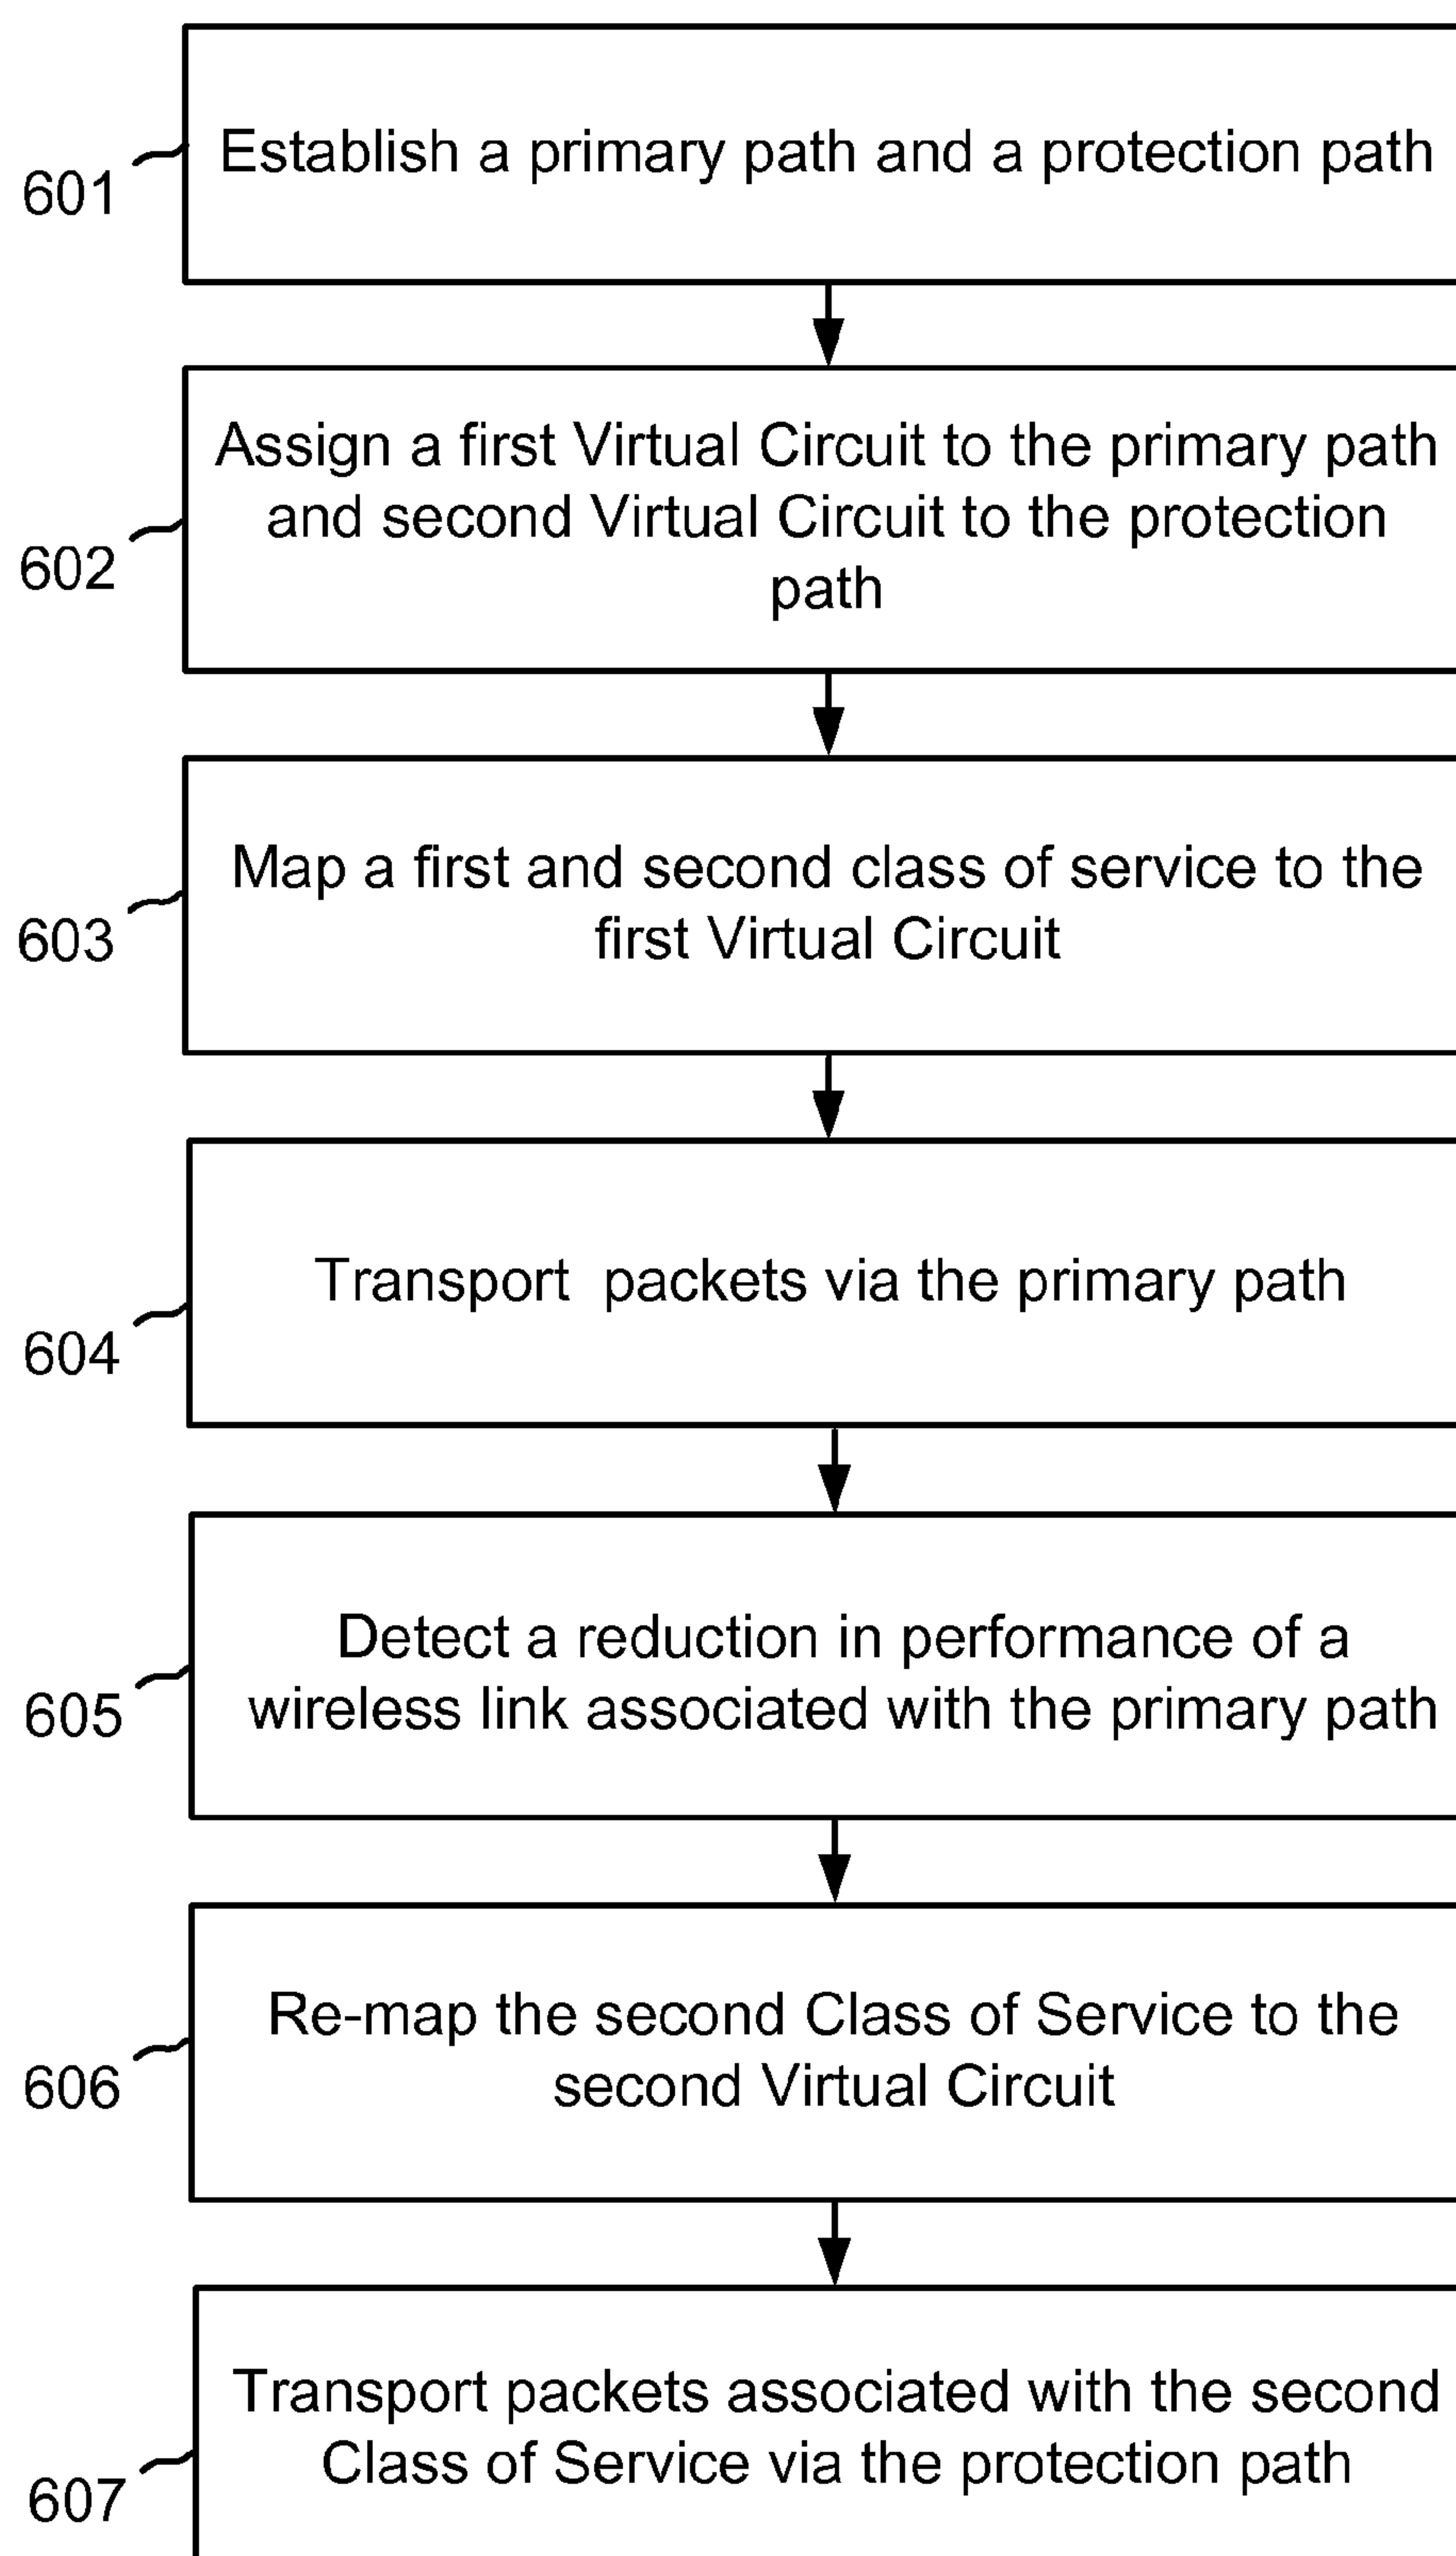 Establish a primary path and a protection path
601
Assign a first Virtual Circuit to the primary path
and second Virtual Circuit to the protection
path
602
Map a first and second class of service to the
first Virtual Circuit
603
Transport packets via the primary path
604
Detect a reduction in performance of a
wireless link associated with the primary path
605
Re-map the second Class of Service to the
second Virtual Circuit
606
Transport packets associated with the second
Class of Service via the protection path
607